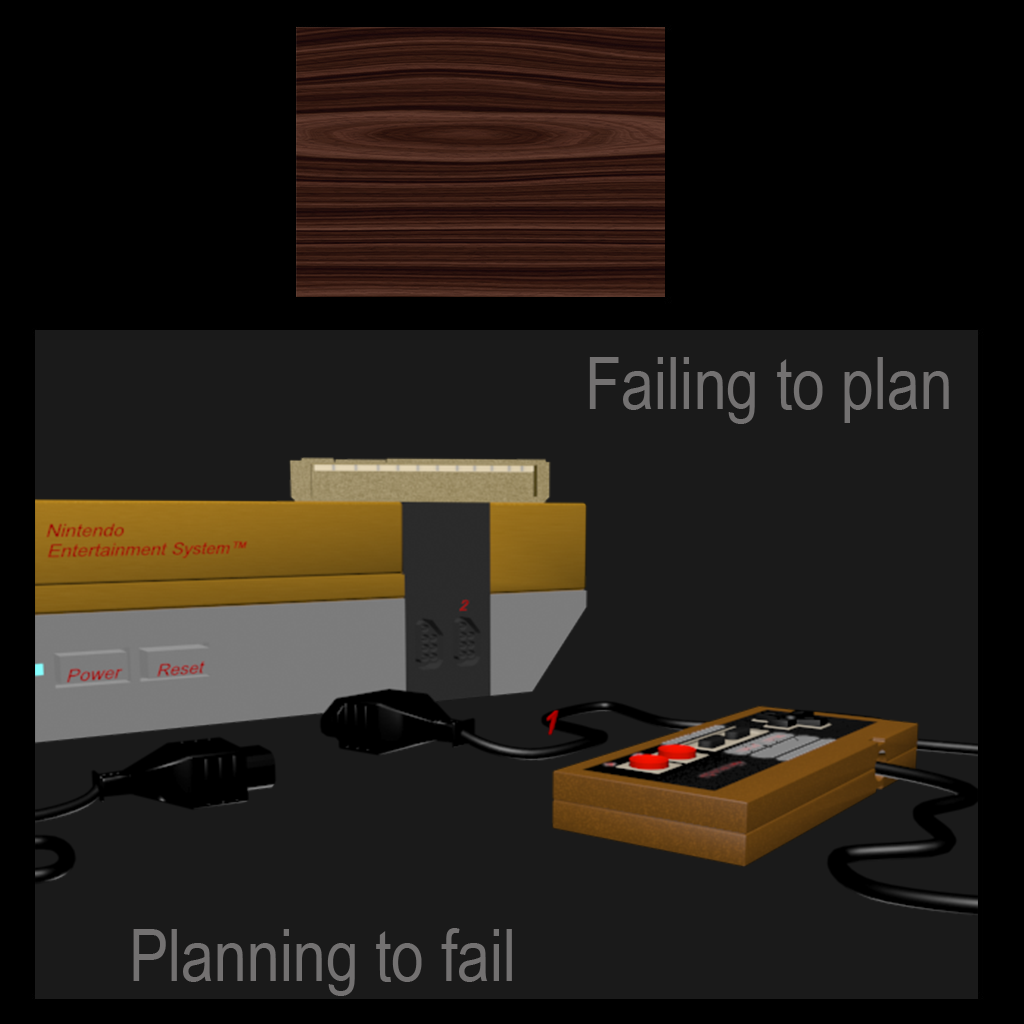 Failing to plan
Nintendo
Entertainment System™
2
Power
Reset
1
Planning to fail